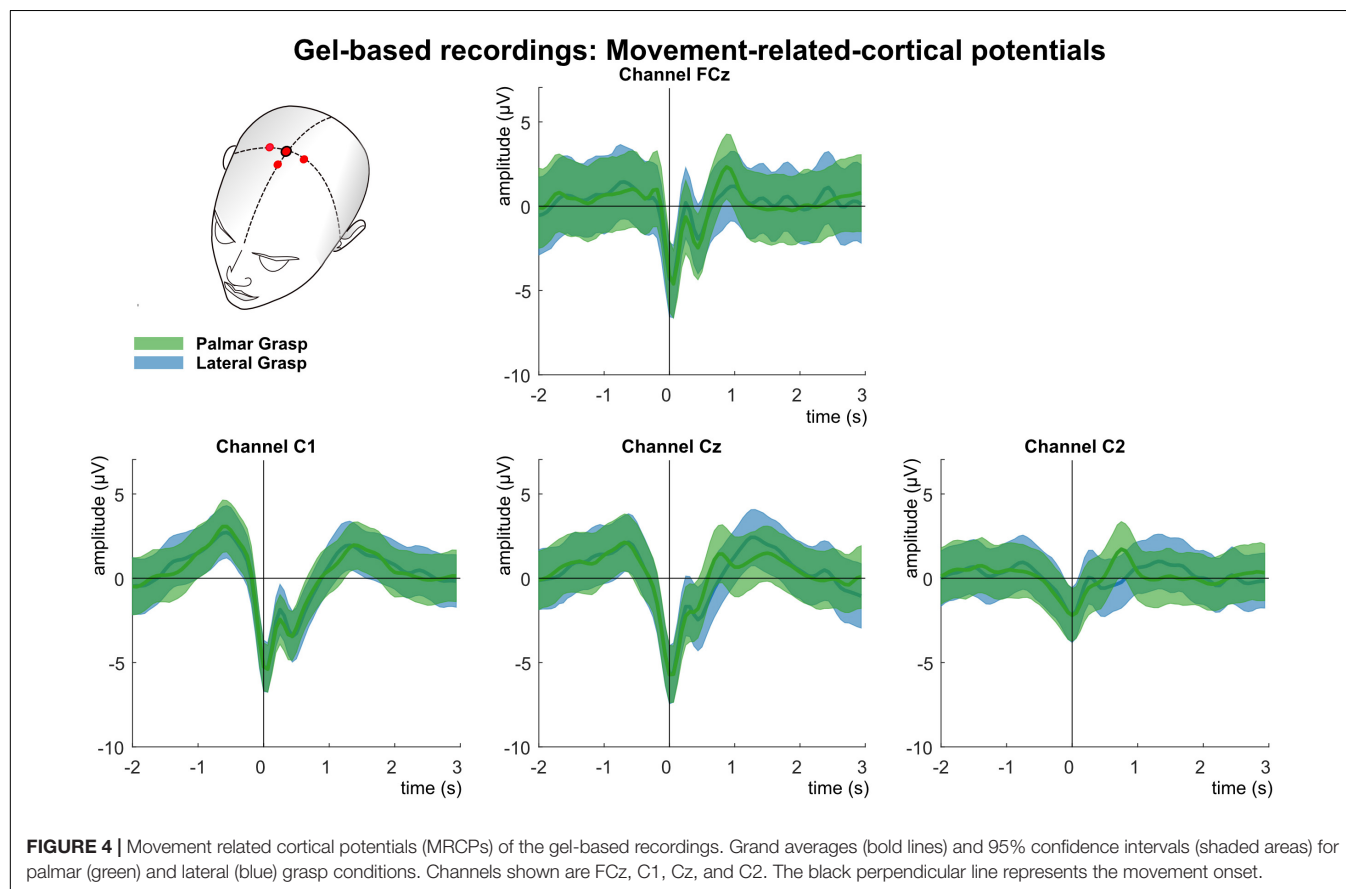 Gel-based recordings: Movement-related-cortical potentials
Channel FCz
amplitude (µV)
5
0
-5
-10
-2 -1 0 1 2 3
time (s)
Palmar Grasp
Lateral Grasp
Channel C1
amplitude (µV)
5
0
-5
-10
-2 -1 0 1 2 3
time (s)
Channel Cz
amplitude (µV)
5
0
-5
-10
-2 -1 0 1 2 3
time (s)
Channel C2
amplitude (µV)
5
0
-5
-10
-2 -1 0 1 2 3
time (s)
FIGURE 4 | Movement related cortical potentials (MRCPs) of the gel-based recordings. Grand averages (bold lines) and 95% confidence intervals (shaded areas) for
palmar (green) and lateral (blue) grasp conditions. Channels shown are FCz, C1, Cz, and C2. The black perpendicular line represents the movement onset.